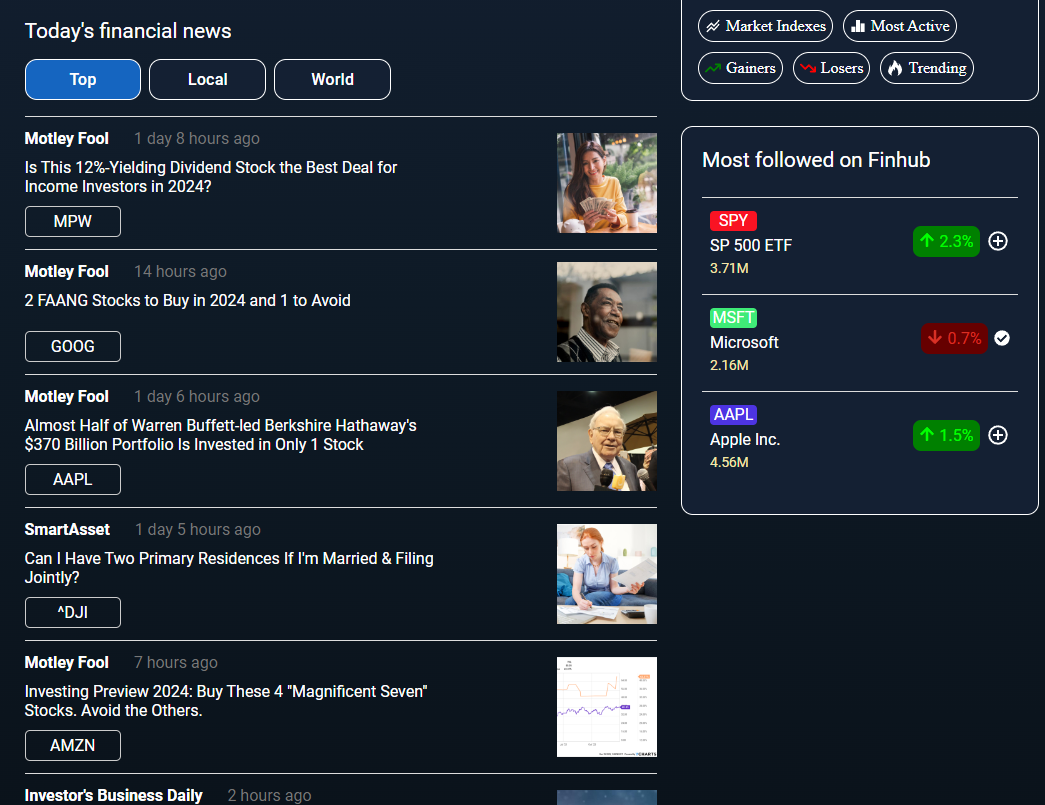 Today's financial news
Top
Local
World
Motley Fool 1 day 8 hours ago
Is This 12%-Yielding Dividend Stock the Best Deal for
Income Investors in 2024?
MPW
Motley Fool 14 hours ago
2 FAANG Stocks to Buy in 2024 and 1 to Avoid
GOOG
Motley Fool 1 day 6 hours ago
Almost Half of Warren Buffett-led Berkshire Hathaway's
$370 Billion Portfolio Is Invested in Only 1 Stock
AAPL
SmartAsset 1 day 5 hours ago
Can I Have Two Primary Residences If I'm Married & Filing
Jointly?
^DJI
Motley Fool 7 hours ago
Investing Preview 2024: Buy These 4 "Magnificent Seven"
Stocks. Avoid the Others.
AMZN
Investor's Business Daily 2 hours ago
Market Indexes
Most Active
Gainers
Losers
Trending
Most followed on Finhub
SPY
SP 500 ETF
3.71M
2.3%
MSFT
Microsoft
2.16M
0.7%
AAPL
Apple Inc.
4.56M
1.5%